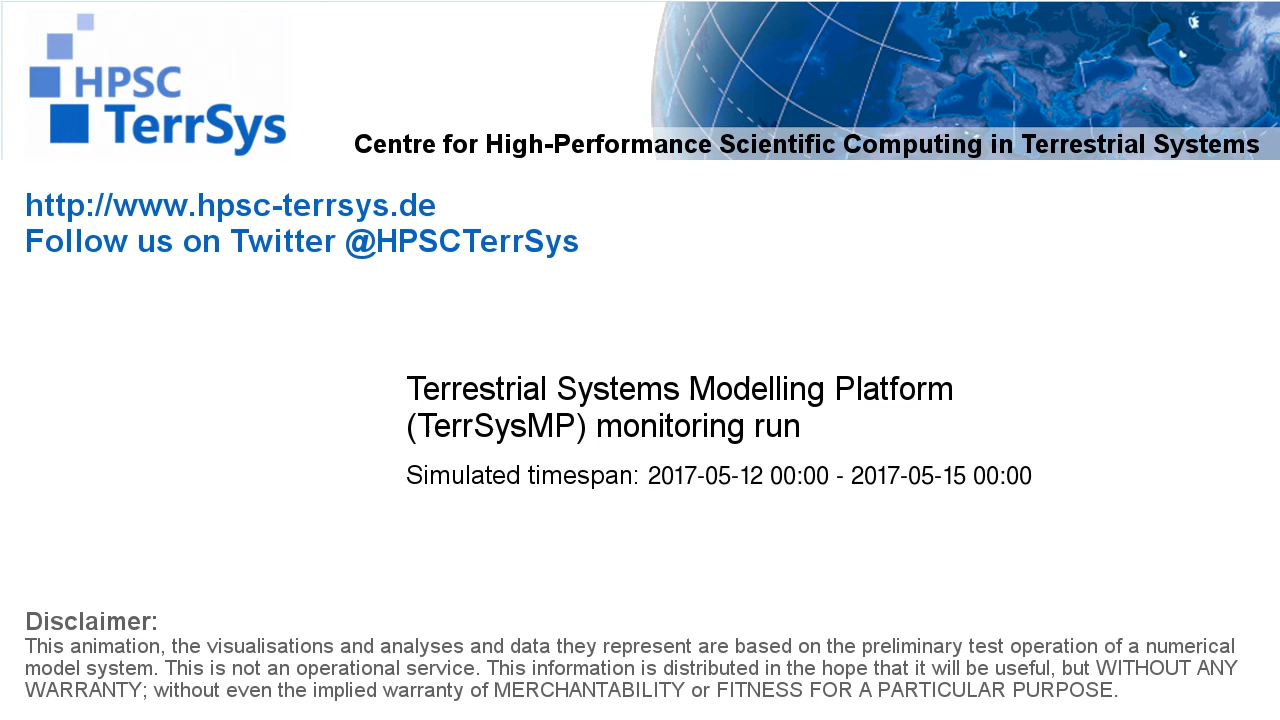 HPSC
TerrSys
Centre for High-Performance Scientific Computing in Terrestrial Systems
http://www.hpsc-terrsys.de
Follow us on Twitter @HPSCTerrSys
Terrestrial Systems Modelling Platform
(TerrSysMP) monitoring run
Simulated timespan: 2017-05-12 00:00 - 2017-05-15 00:00
Disclaimer:
This animation, the visualisations and analyses and data they represent are based on the preliminary test operation of a numerical
model system. This is not an operational service. This information is distributed in the hope that it will be useful, but WITHOUT ANY
WARRANTY; without even the implied warranty of MERCHANTABILITY or FITNESS FOR A PARTICULAR PURPOSE.